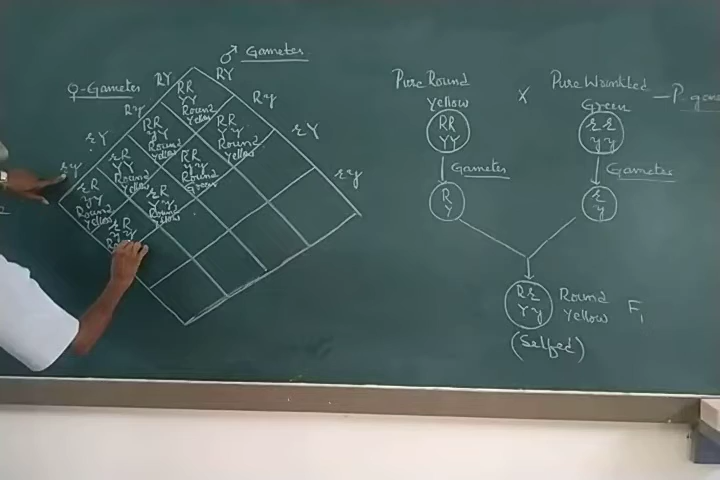 ♂ Gametes
♀-Gametes
RY
Ry
rY
ry
RY
Ry
rY
ry
RR
YY
Round
Yellow
RR
yY
Round
Yellow
RR
Yy
Round
Yellow
rR
YY
Round
Yellow
RR
yy
Round
Green
rR
yY
Round
Yellow
rR
Yy
Round
Yellow
rR
yy
Pure Round
Yellow
RR
YY
X
Pure Wrinkled
Green
rr
yy
Gametes
Gametes
R
Y
r
y
Rr
Yy
Round
Yellow
F1
(Selfed)